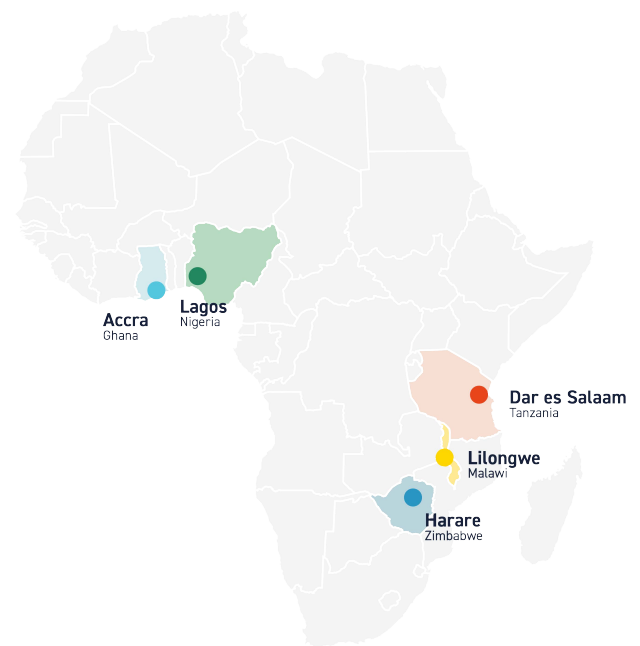 Accra
Ghana
Lagos
Nigeria
Dar es Salaam
Tanzania
Lilongwe
Malawi
Harare
Zimbabwe